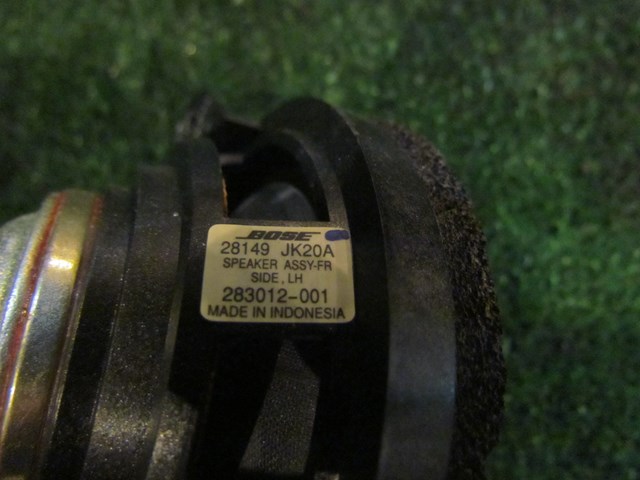 BOSE
28149 JK20A
SPEAKER ASSY-FR
SIDE, LH
283012-001
MADE IN INDONESIA